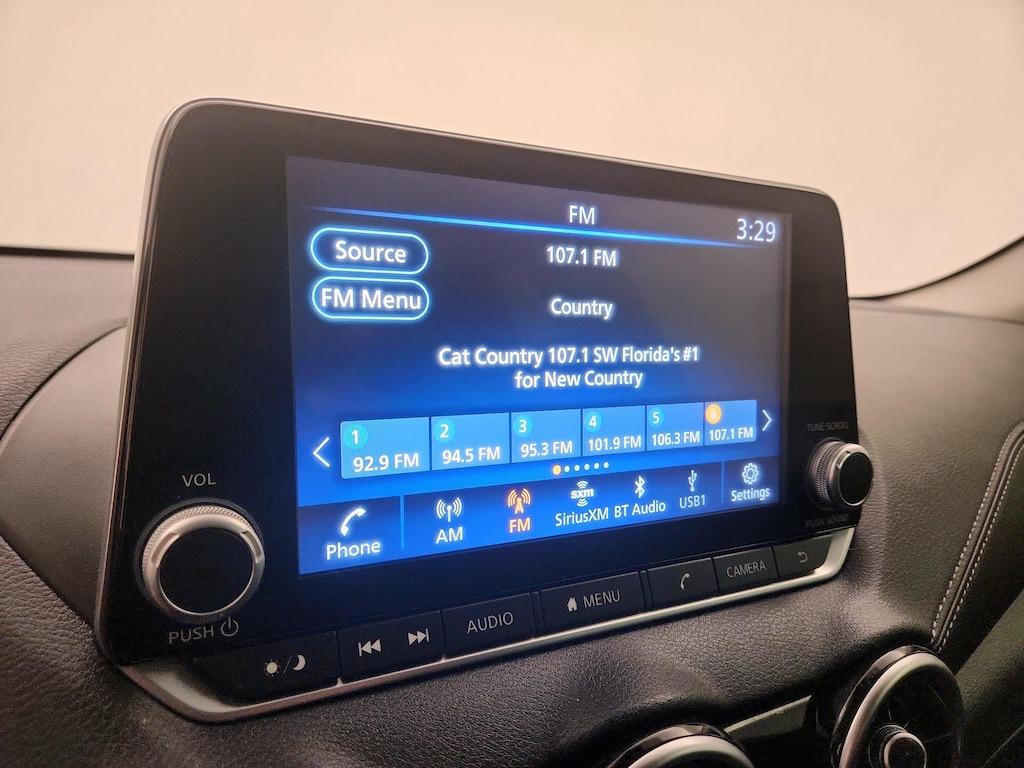 FM
3:29
Source
107.1 FM
FM Menu
Country
Cat Country 107.1 SW Florida's #1
for New Country
1 2 3 4 5 6
92.9 FM 94.5 FM 95.3 FM 101.9 FM 106.3 FM 107.1 FM
Phone
AM
FM
sxm
SiriusXM
BT Audio
USB1
Settings
VOL
PUSH
TUNE·SCROLL
PUSH SOUND
AUDIO
MENU
CAMERA